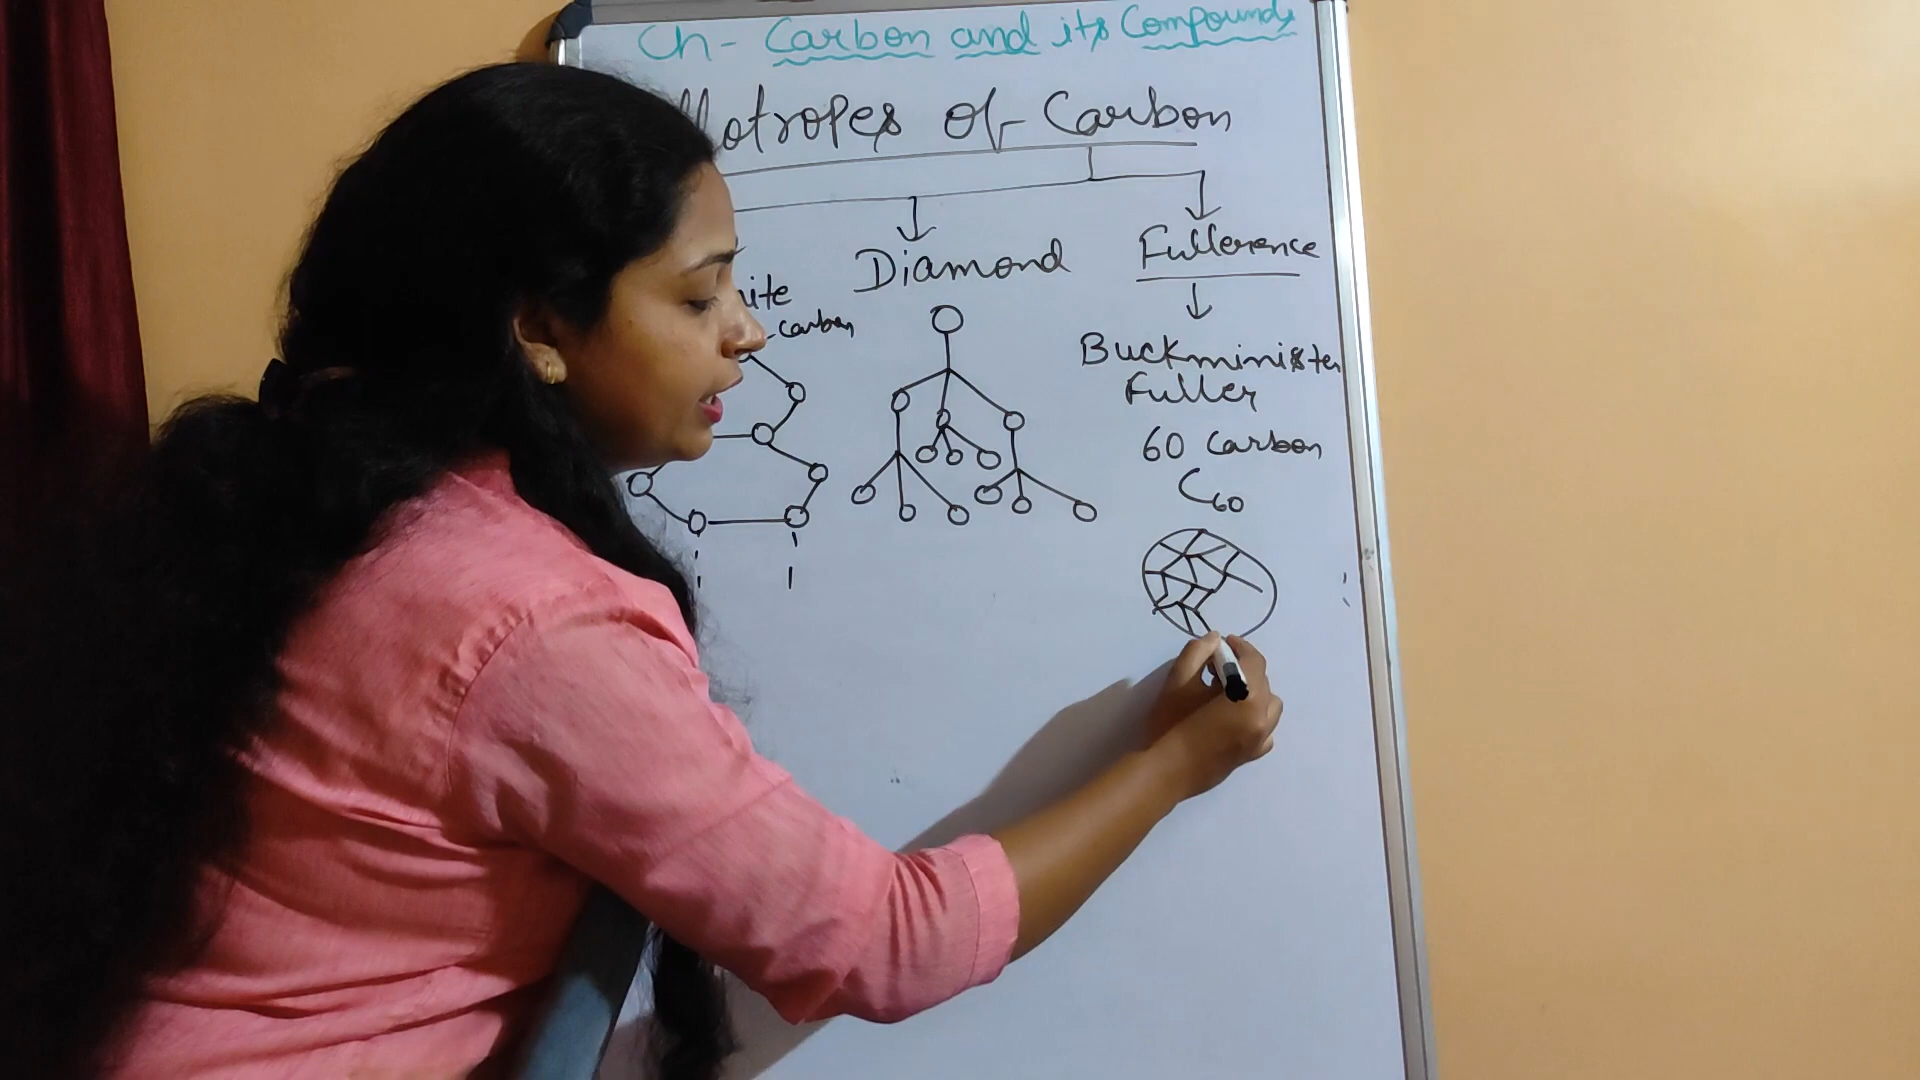 Ch - Carbon and its Compounds
llotropes of Carbon
Diamond
Fullerence
ite
- carbon
Buckminister
Fuller
60 Carbon
C60